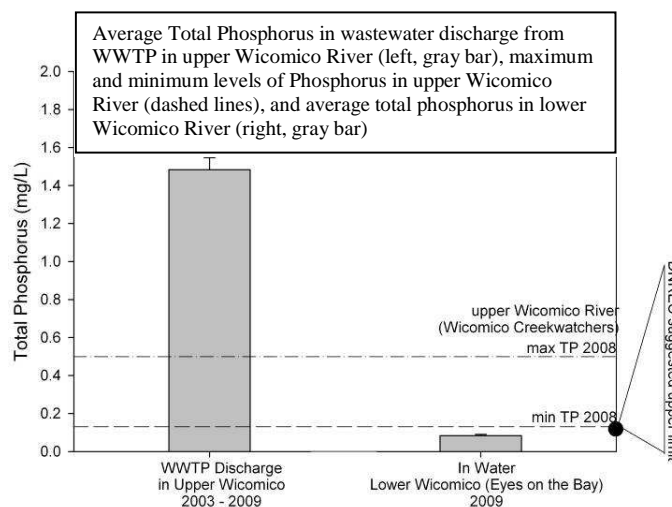 Average Total Phosphorus in wastewater discharge from
WWTP in upper Wicomico River (left, gray bar), maximum
and minimum levels of Phosphorus in upper Wicomico
River (dashed lines), and average total phosphorus in lower
Wicomico River (right, gray bar)
Total Phosphorus (mg/L)
2.0
1.8
1.6
1.4
1.2
1.0
0.8
0.6
0.4
0.2
0.0
upper Wicomico River
(Wicomico Creekwatchers)
max TP 2008
min TP 2008
suggested upper limit
WWTP Discharge
in Upper Wicomico
2003 - 2009
In Water
Lower Wicomico (Eyes on the Bay)
2009